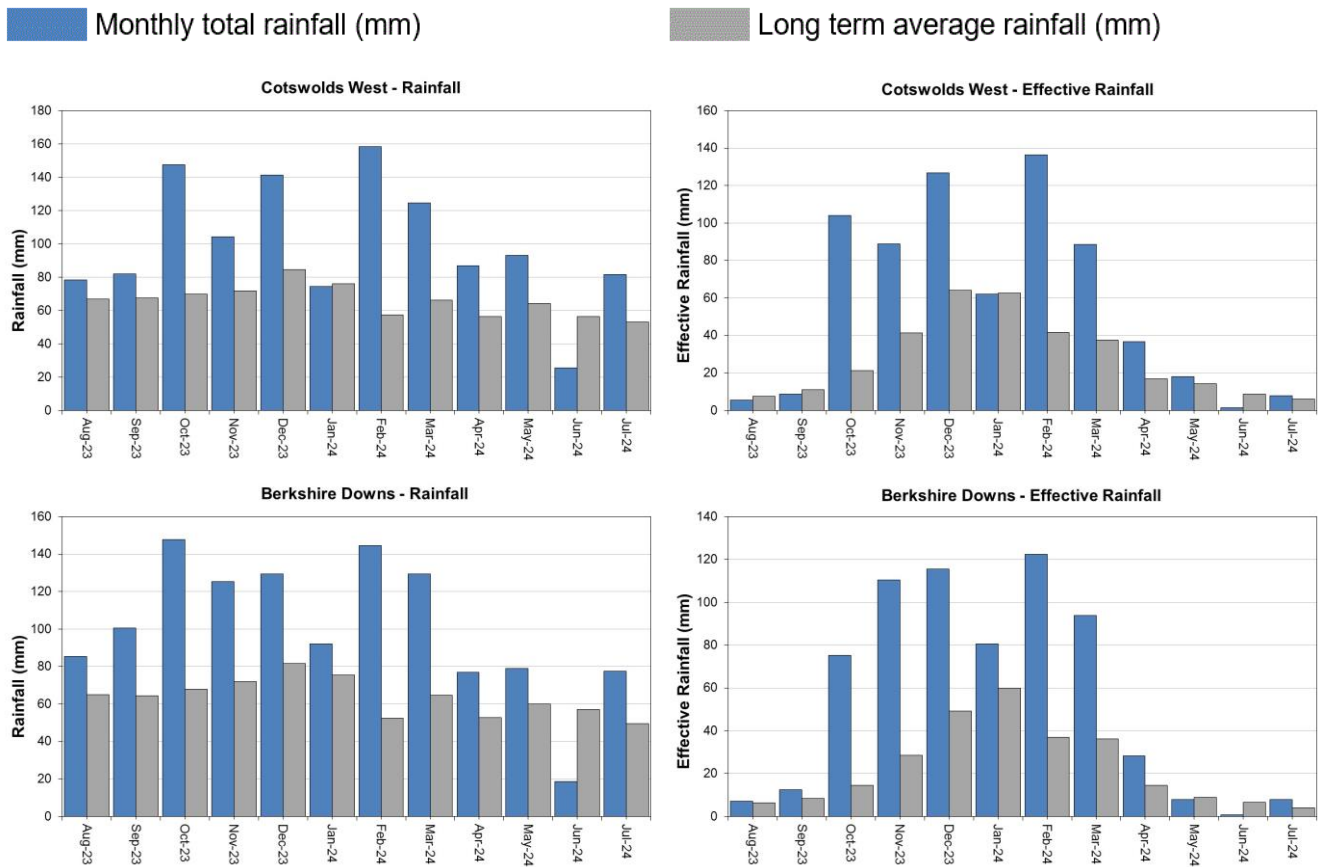 Monthly total rainfall (mm)
Long term average rainfall (mm)
Cotswolds West - Rainfall
Rainfall (mm)
180
160
140
120
100
80
60
40
20
0
Aug-23
Sep-23
Oct-23
Nov-23
Dec-23
Jan-24
Feb-24
Mar-24
Apr-24
May-24
Jun-24
Jul-24
Cotswolds West - Effective Rainfall
Effective Rainfall (mm)
160
140
120
100
80
60
40
20
0
Aug-23
Sep-23
Oct-23
Nov-23
Dec-23
Jan-24
Feb-24
Mar-24
Apr-24
May-24
Jun-24
Jul-24
Berkshire Downs - Rainfall
Rainfall (mm)
160
140
120
100
80
60
40
20
0
Aug-23
Sep-23
Oct-23
Nov-23
Dec-23
Jan-24
Feb-24
Mar-24
Apr-24
May-24
Jun-24
Jul-24
Berkshire Downs - Effective Rainfall
Effective Rainfall (mm)
140
120
100
80
60
40
20
0
Aug-23
Sep-23
Oct-23
Nov-23
Dec-23
Jan-24
Feb-24
Mar-24
Apr-24
May-24
Jun-24
Jul-24